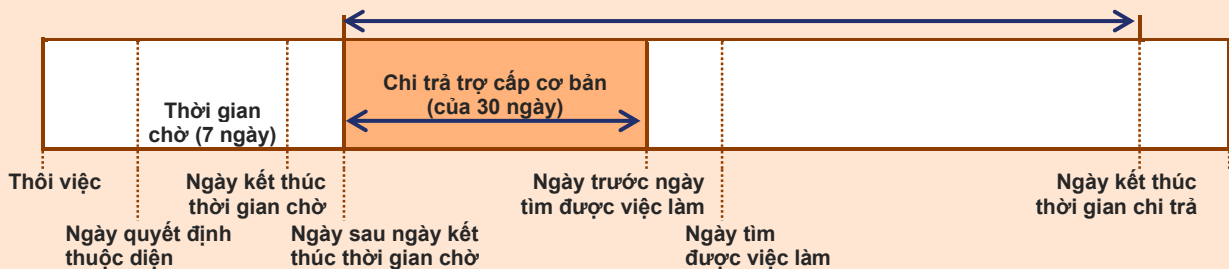 Chi trả trợ cấp cơ bản
(của 30 ngày)
Thời gian
chờ (7 ngày)
Thôi việc
Ngày kết thúc
thời gian chờ
Ngày trước ngày
tìm được việc làm
Ngày kết thúc
thời gian chi trả
Ngày quyết định
thuộc diện
Ngày sau ngày kết
thúc thời gian chờ
Ngày tìm
được việc làm